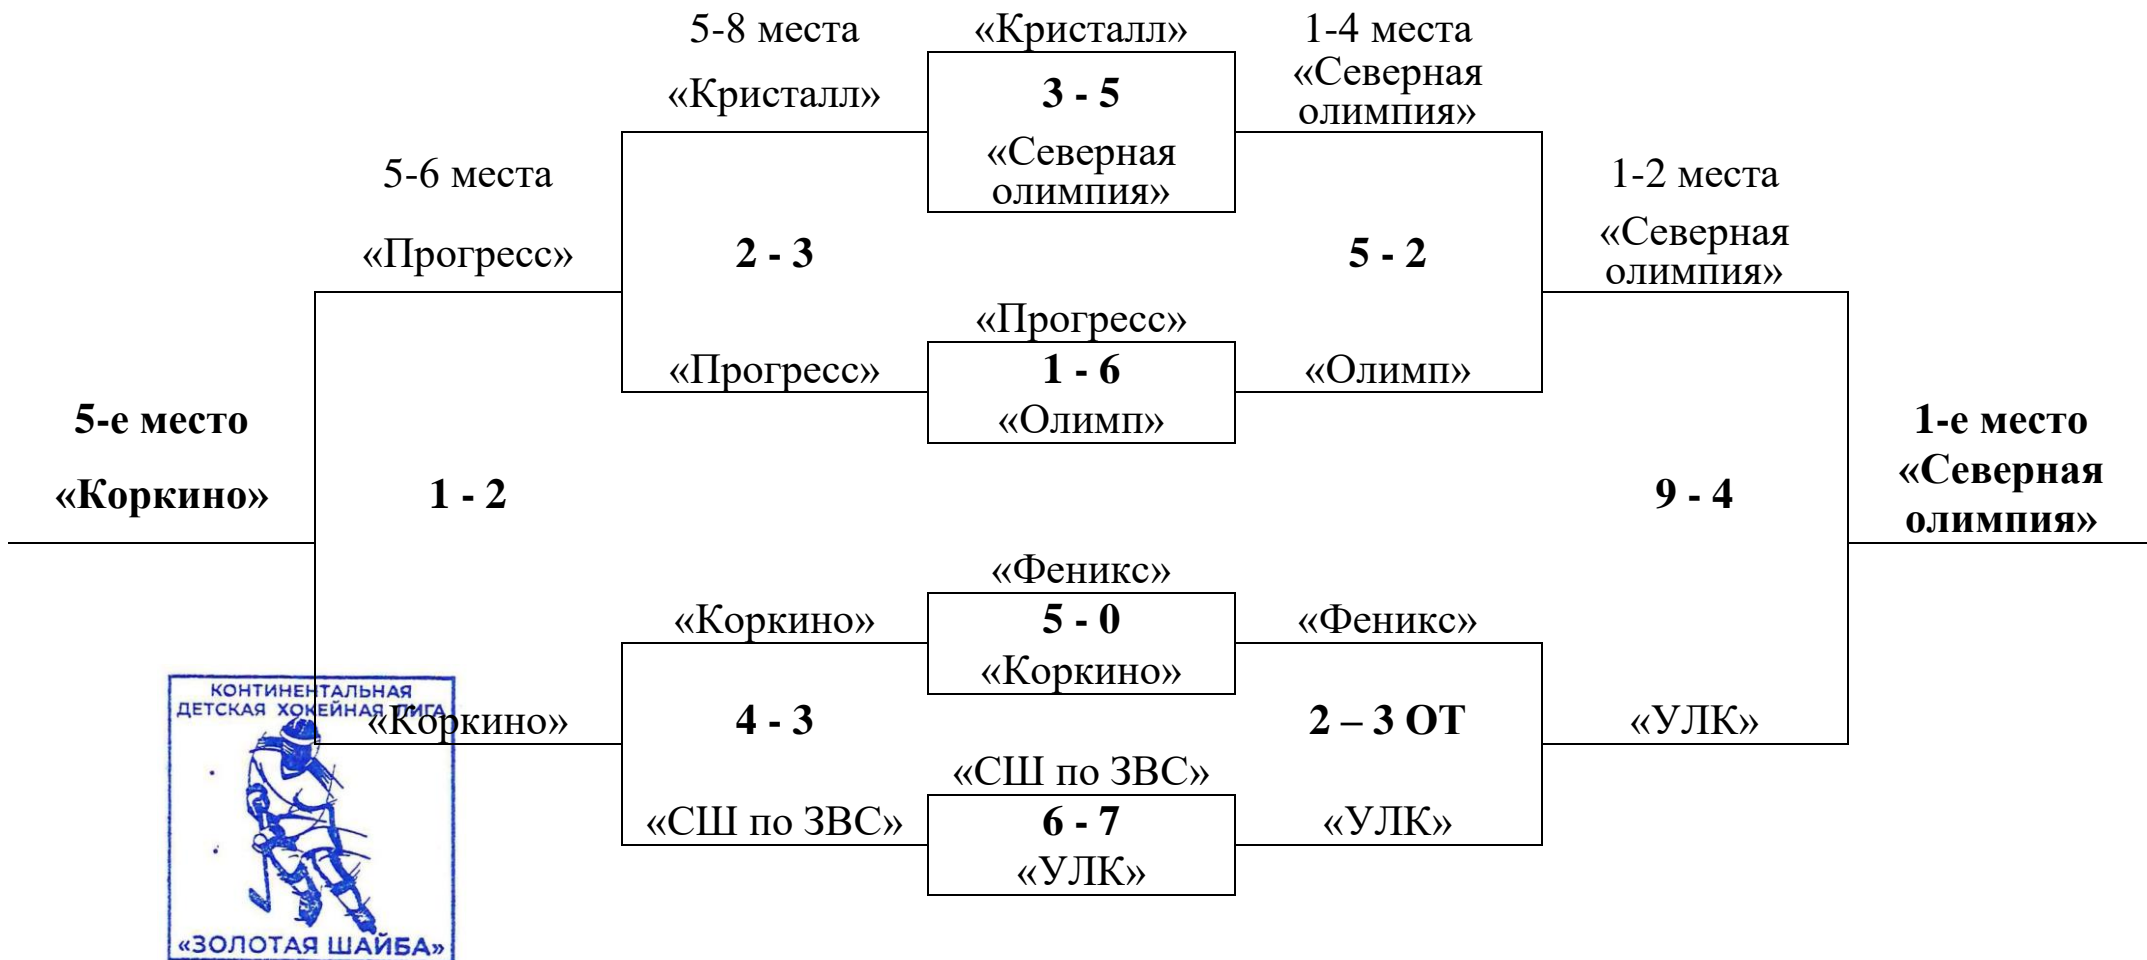 5-8 места
«Кристалл»
1-4 места
«Кристалл»
3 - 5
«Северная
олимпия»
«Северная
олимпия»
5-6 места
1-2 места
«Прогресс»
2 - 3
5 - 2
«Северная
олимпия»
«Прогресс»
«Прогресс»
1 - 6
«Олимп»
«Олимп»
5-е место
«Коркино»
1 - 2
9 - 4
1-е место
«Северная
олимпия»
«Феникс»
«Коркино»
5 - 0
«Феникс»
«Коркино»
«Коркино»
4 - 3
2 – 3 ОТ
«УЛК»
«СШ по ЗВС»
«СШ по ЗВС»
6 - 7
«УЛК»
«УЛК»
КОНТИНЕНТАЛЬНАЯ
ДЕТСКАЯ ХОКЕЙНАЯ ЛИГА
«ЗОЛОТАЯ ШАЙБА»